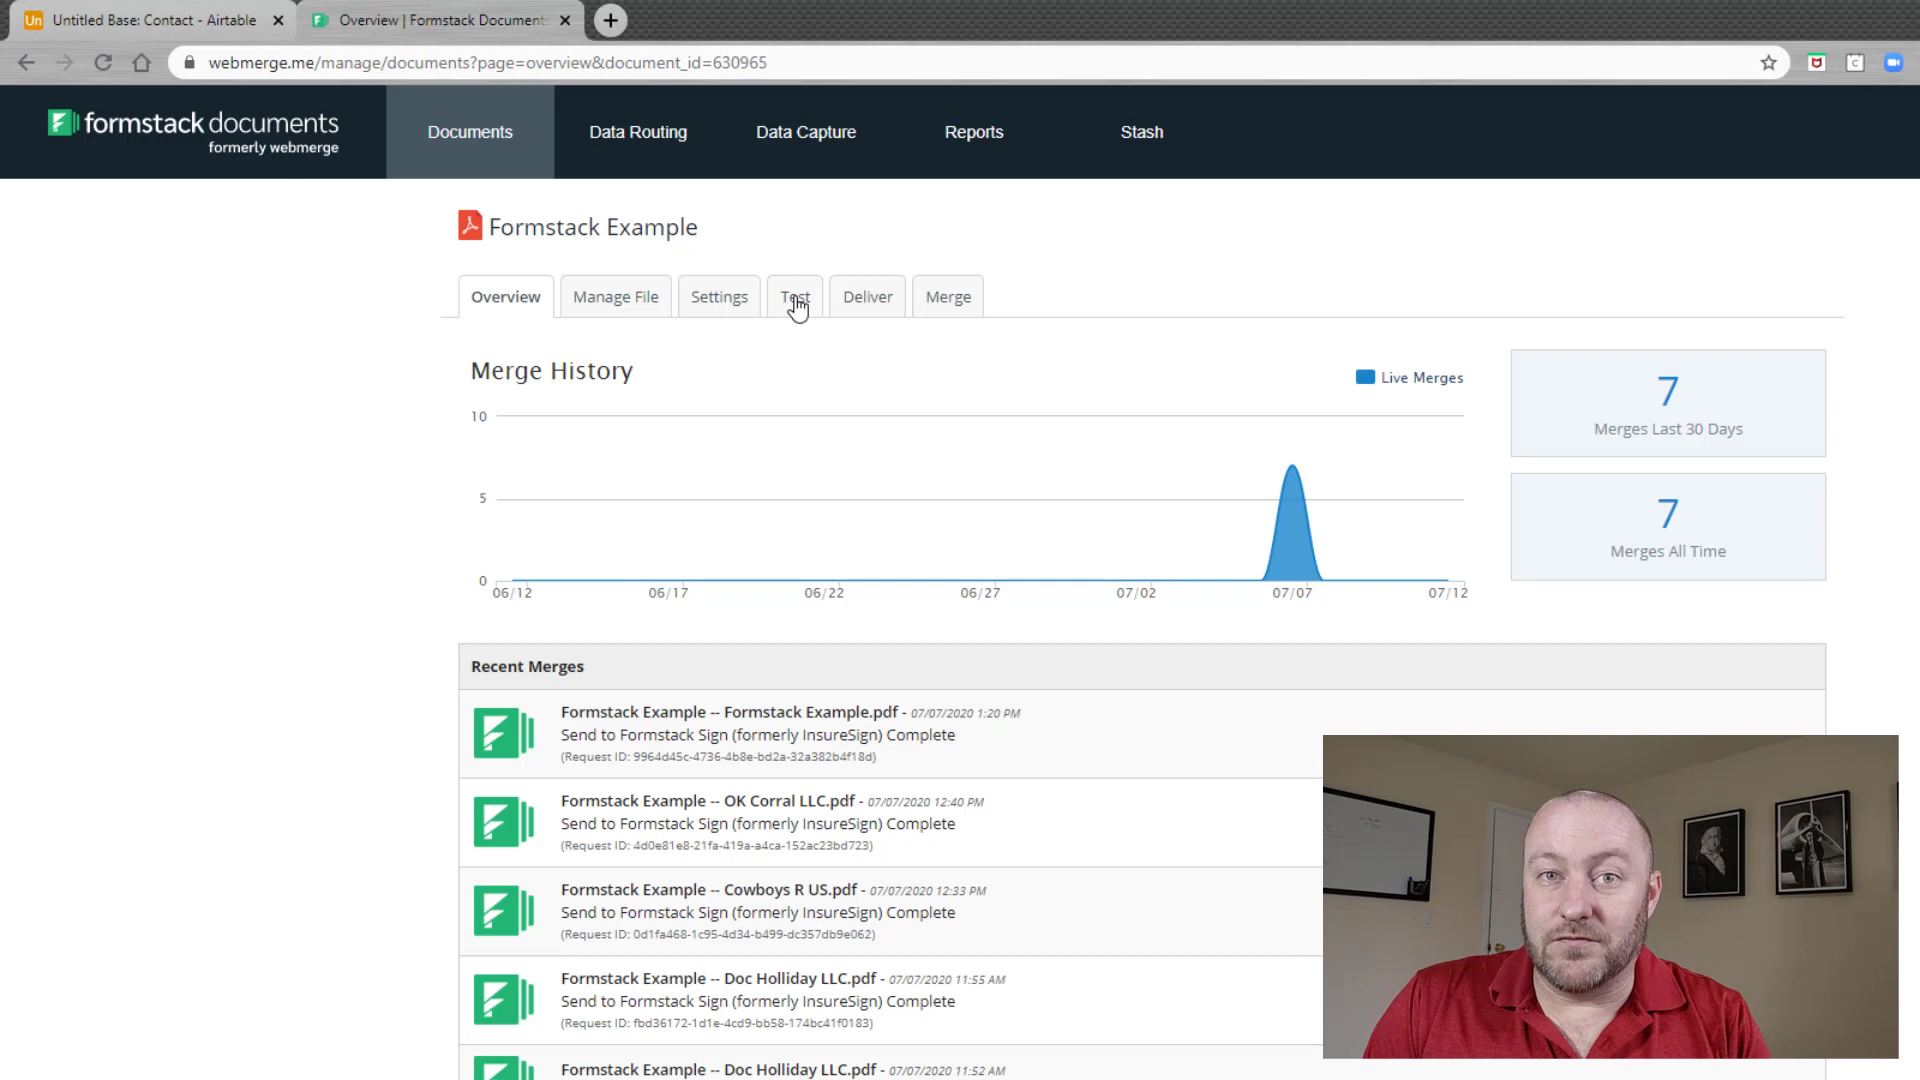 Un Untitled Base: Contact - Airtable
Overview | Formstack Documents
webmerge.me/manage/documents?page=overview&document_id=630965
formstack documents
formerly webmerge
Documents
Data Routing
Data Capture
Reports
Stash
Formstack Example
Overview
Manage File
Settings
Test
Deliver
Merge
Merge History
Live Merges
10
5
0
06/12
06/17
06/22
06/27
07/02
07/07
07/12
7
Merges Last 30 Days
7
Merges All Time
Recent Merges
Formstack Example -- Formstack Example.pdf - 07/07/2020 1:20 PM
Send to Formstack Sign (formerly InsureSign) Complete
(Request ID: 9964d45c-4736-4b8e-bd2a-32a382b4f18d)
Formstack Example -- OK Corral LLC.pdf - 07/07/2020 12:40 PM
Send to Formstack Sign (formerly InsureSign) Complete
(Request ID: 4d0e81e8-21fa-419a-a4ca-152ac23bd723)
Formstack Example -- Cowboys R US.pdf - 07/07/2020 12:33 PM
Send to Formstack Sign (formerly InsureSign) Complete
(Request ID: 0d1fa468-1c95-4d34-b499-dc357db9e062)
Formstack Example -- Doc Holliday LLC.pdf - 07/07/2020 11:55 AM
Send to Formstack Sign (formerly InsureSign) Complete
(Request ID: fbd36172-1d1e-4cd9-bb58-174bc41f0183)
Formstack Example -- Doc Holliday LLC.pdf - 07/07/2020 11:52 AM